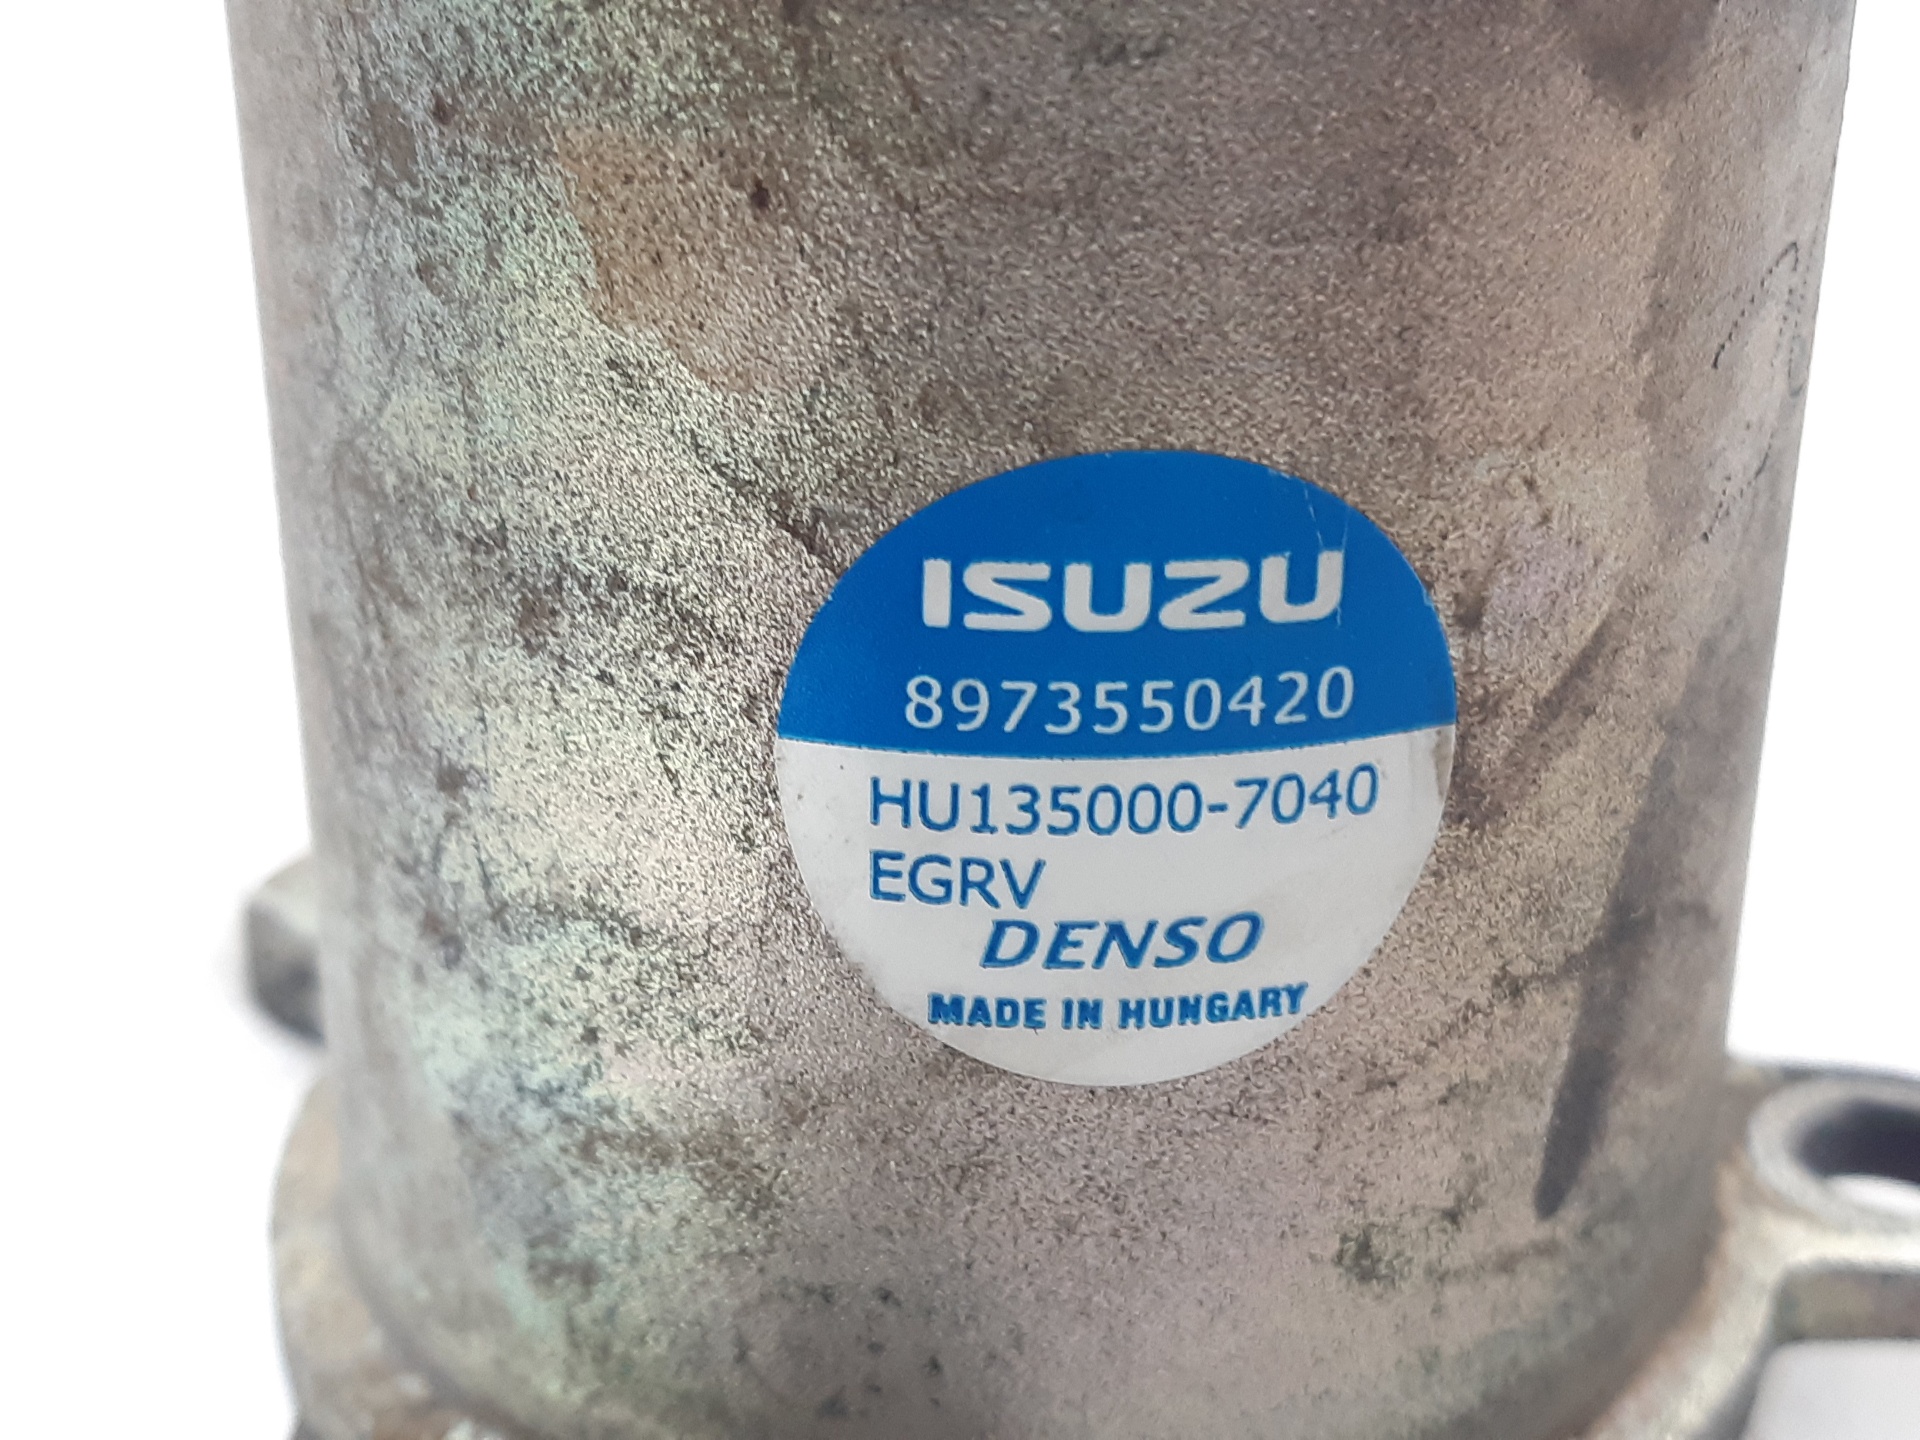 ISUZU
8973550420
HU135000-7040
EGRV
DENSO
MADE IN HUNGARY